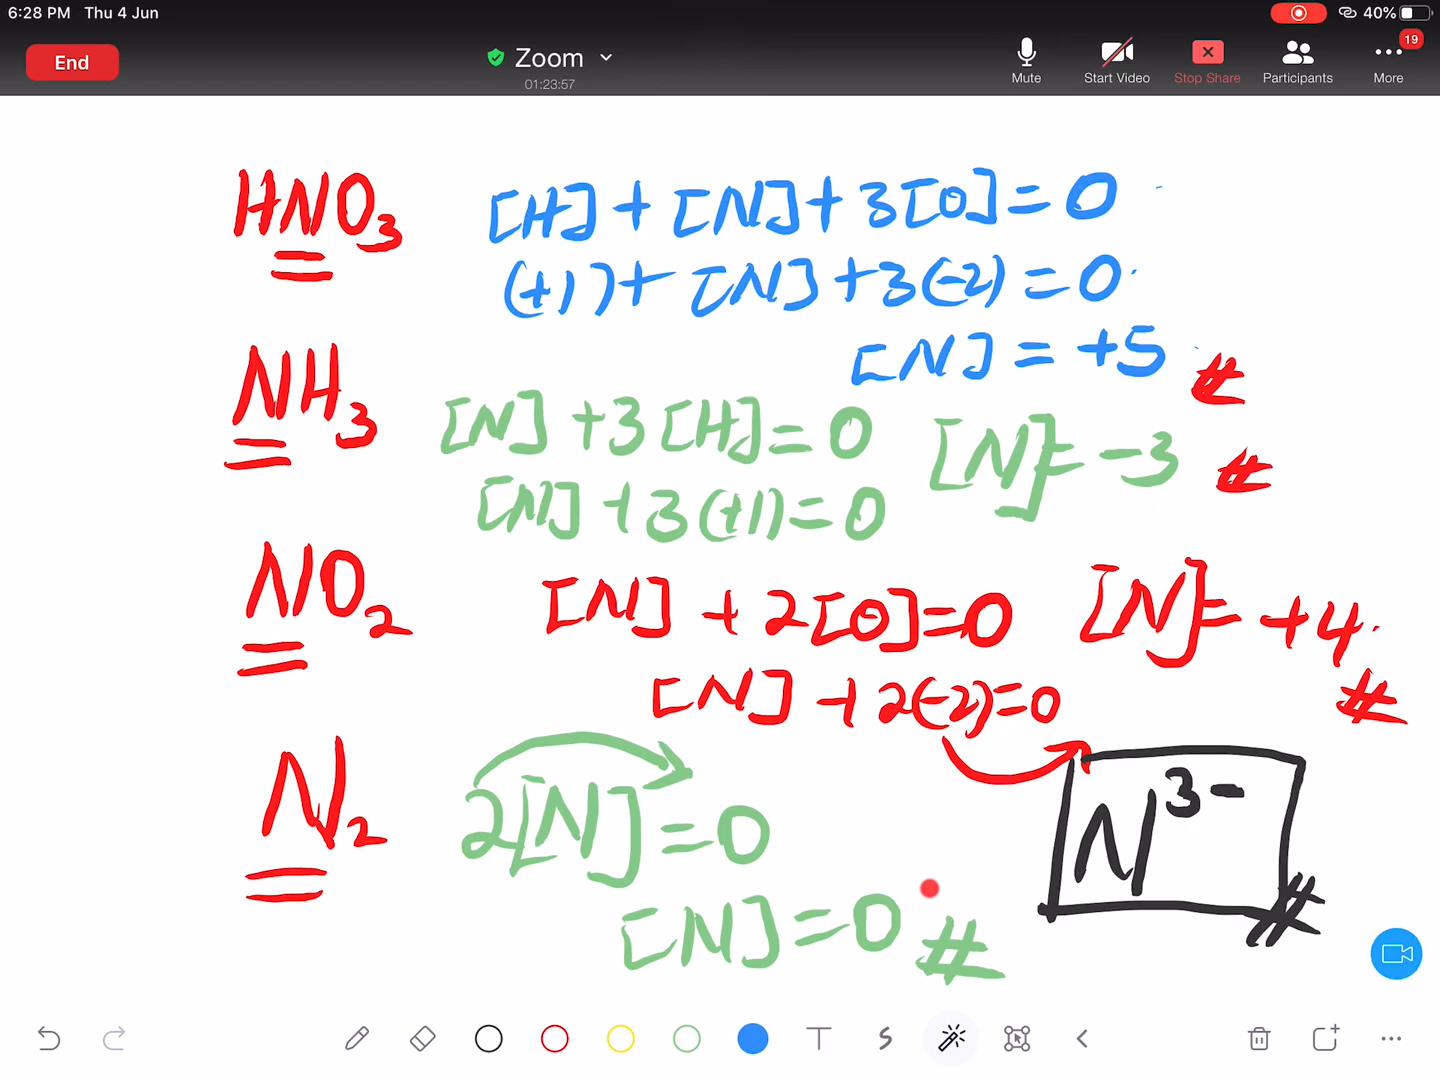 6:28 PM Thu 4 Jun
40%
End
Zoom
01:23:57
Mute
Start Video
Stop Share
Participants
19
More
HNO₃
[H] + [N] + 3[O] = 0
(+1) + [N] + 3(-2) = 0
[N] = +5 #
NH₃
[N] + 3[H] = 0
[N] = -3 #
[N] + 3(+1) = 0
NO₂
[N] + 2[O] = 0
[N] = +4 #
[N] + 2(-2) = 0
N₂
2[N] = 0
N³⁻ #
[N] = 0 #
T